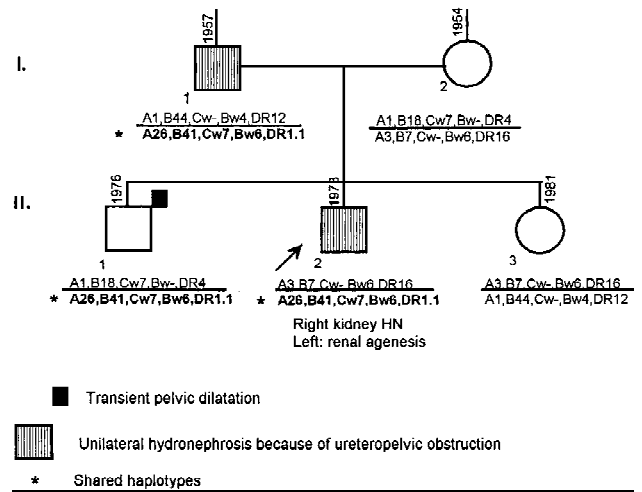 1957
1954
I.
1
2
A1,B44,Cw-,Bw4,DR12
A1,B18,Cw7,Bw-,DR4
* A26,B41,Cw7,Bw6,DR1.1
A3,B7,Cw-,Bw6,DR16
1976
1978
1981
II.
1
2
3
A1,B18,Cw7,Bw-,DR4
A3,B7,Cw-,Bw6,DR16
A3,B7,Cw-,Bw6,DR16
* A26,B41,Cw7,Bw6,DR1.1
* A26,B41,Cw7,Bw6,DR1.1
A1,B44,Cw-,Bw4,DR12
Right kidney HN
Left: renal agenesis
Transient pelvic dilatation
Unilateral hydronephrosis because of ureteropelvic obstruction
* Shared haplotypes